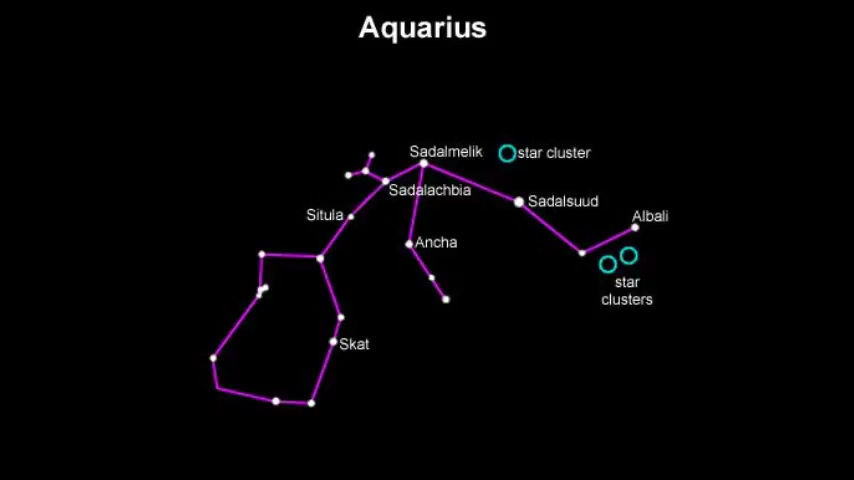 Aquarius
Sadalmelik
star cluster
Sadalachbia
Sadalsuud
Situla
Albali
Ancha
star
clusters
Skat